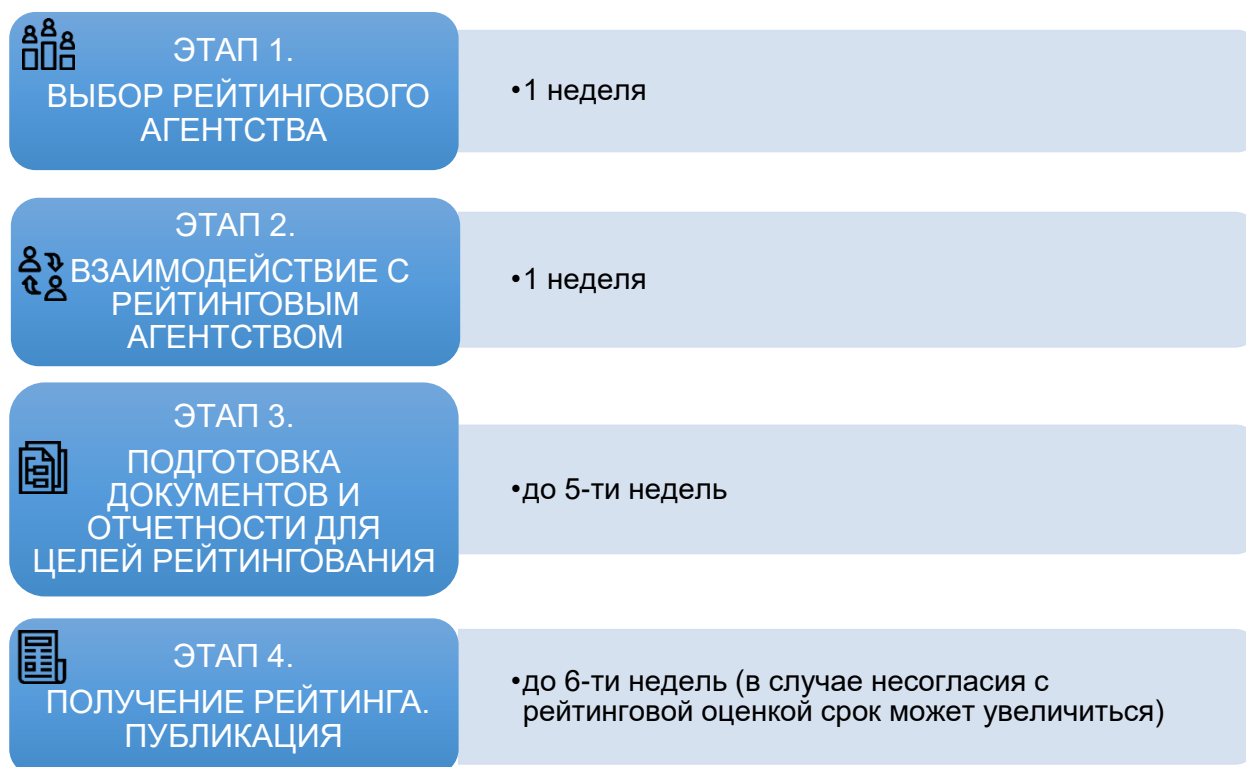 ЭТАП 1.
ВЫБОР РЕЙТИНГОВОГО
АГЕНТСТВА
•1 неделя
ЭТАП 2.
ВЗАИМОДЕЙСТВИЕ С
РЕЙТИНГОВЫМ
АГЕНТСТВОМ
•1 неделя
ЭТАП 3.
ПОДГОТОВКА
ДОКУМЕНТОВ И
ОТЧЕТНОСТИ ДЛЯ
ЦЕЛЕЙ РЕЙТИНГОВАНИЯ
•до 5-ти недель
ЭТАП 4.
ПОЛУЧЕНИЕ РЕЙТИНГА.
ПУБЛИКАЦИЯ
•до 6-ти недель (в случае несогласия с
рейтинговой оценкой срок может увеличиться)